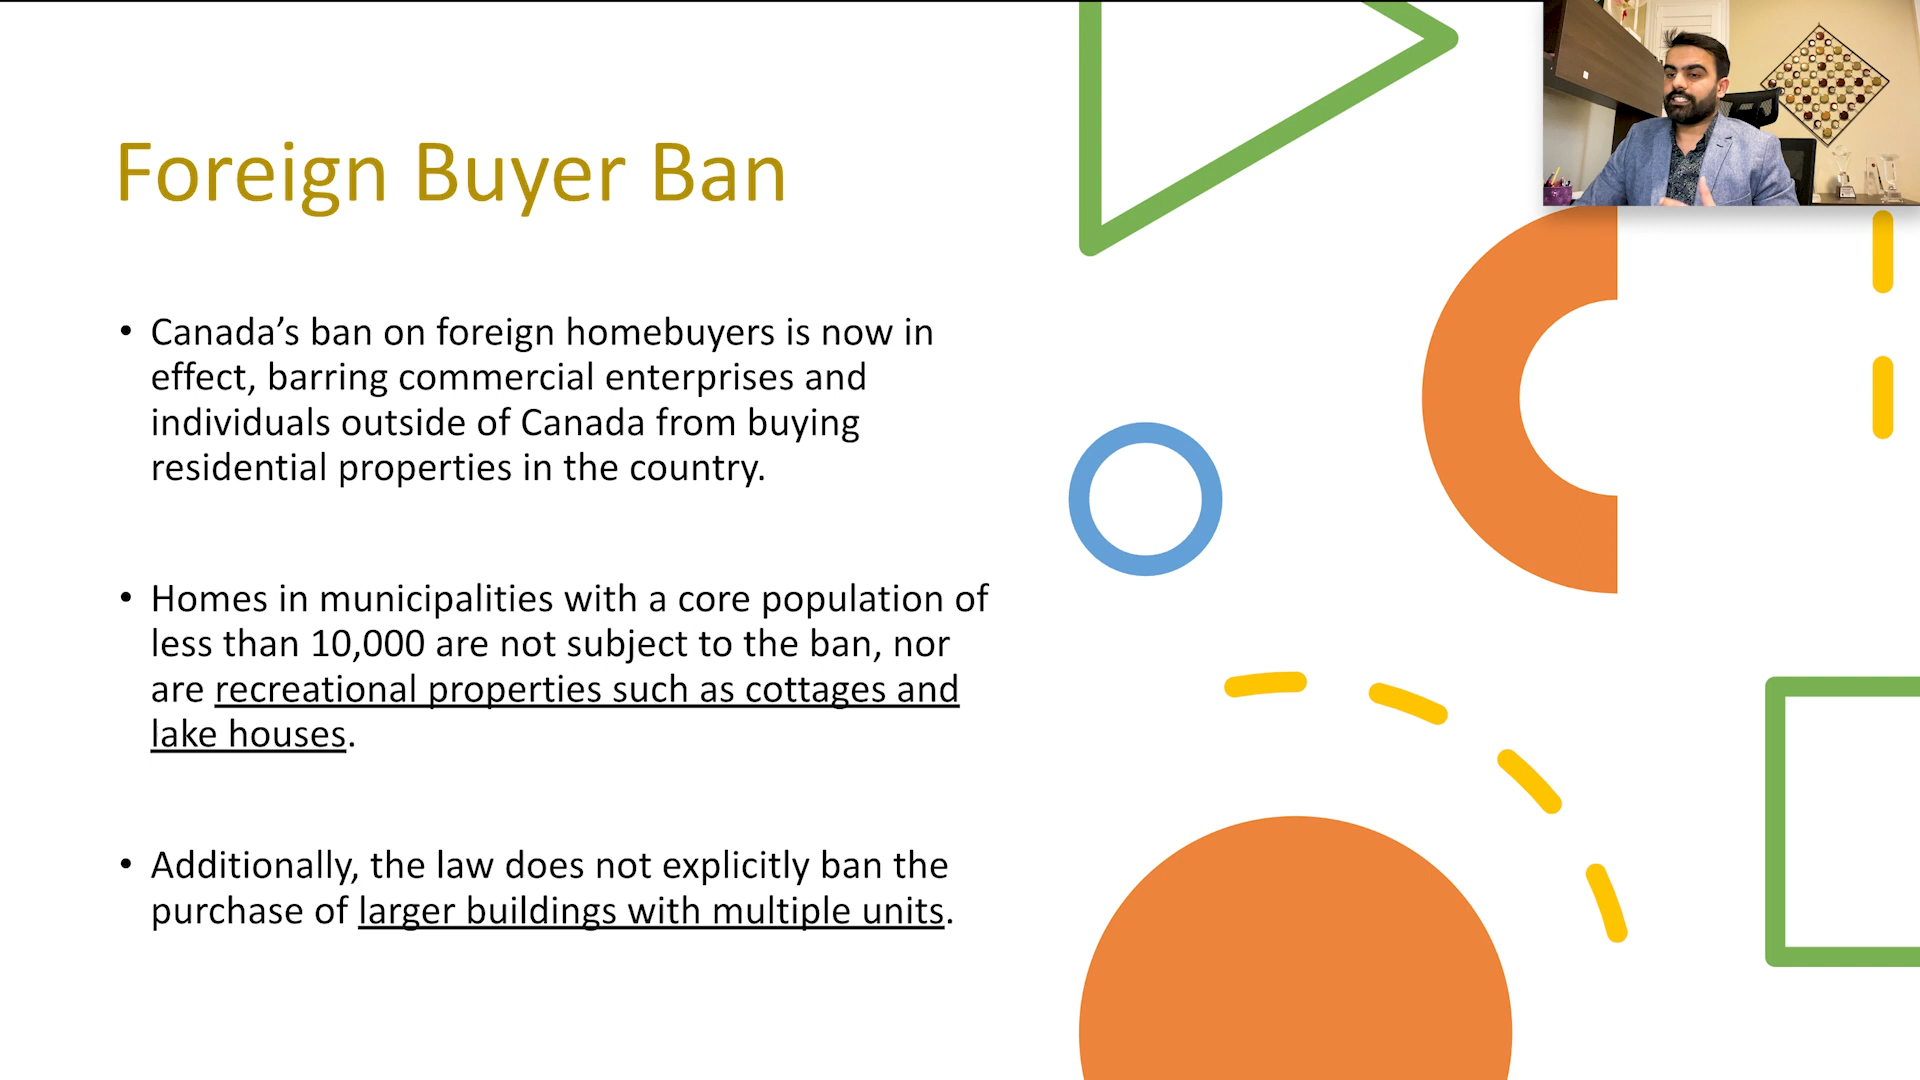 Foreign Buyer Ban
• Canada’s ban on foreign homebuyers is now in
effect, barring commercial enterprises and
individuals outside of Canada from buying
residential properties in the country.
• Homes in municipalities with a core population of
less than 10,000 are not subject to the ban, nor
are recreational properties such as cottages and
lake houses.
• Additionally, the law does not explicitly ban the
purchase of larger buildings with multiple units.